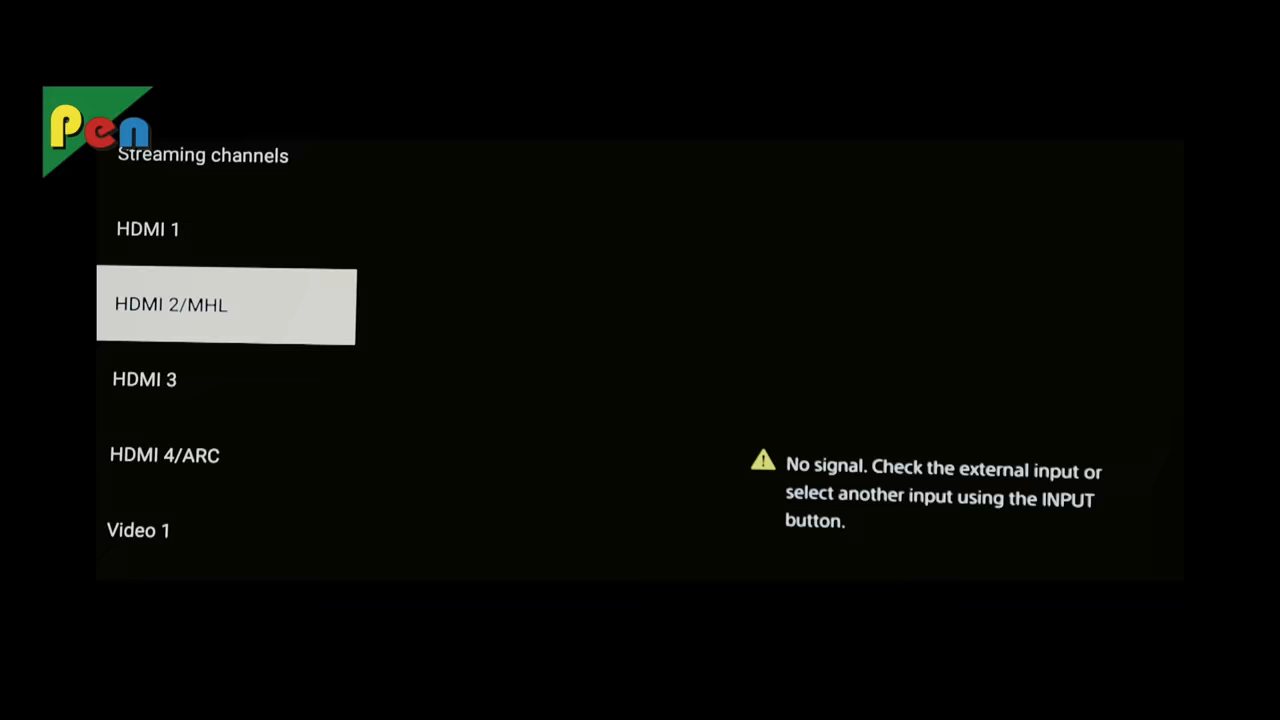 Pen
Streaming channels
HDMI 1
HDMI 2/MHL
HDMI 3
HDMI 4/ARC
Video 1
No signal. Check the external input or
select another input using the INPUT
button.